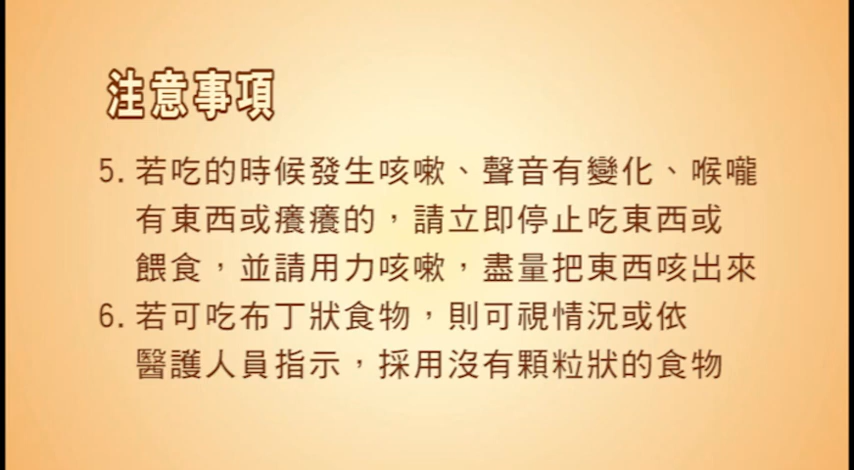 注意事項
5. 若吃的時候發生咳嗽、聲音有變化、喉嚨
有東西或癢癢的，請立即停止吃東西或
餵食，並請用力咳嗽，盡量把東西咳出來
6. 若可吃布丁狀食物，則可視情況或依
醫護人員指示，採用沒有顆粒狀的食物